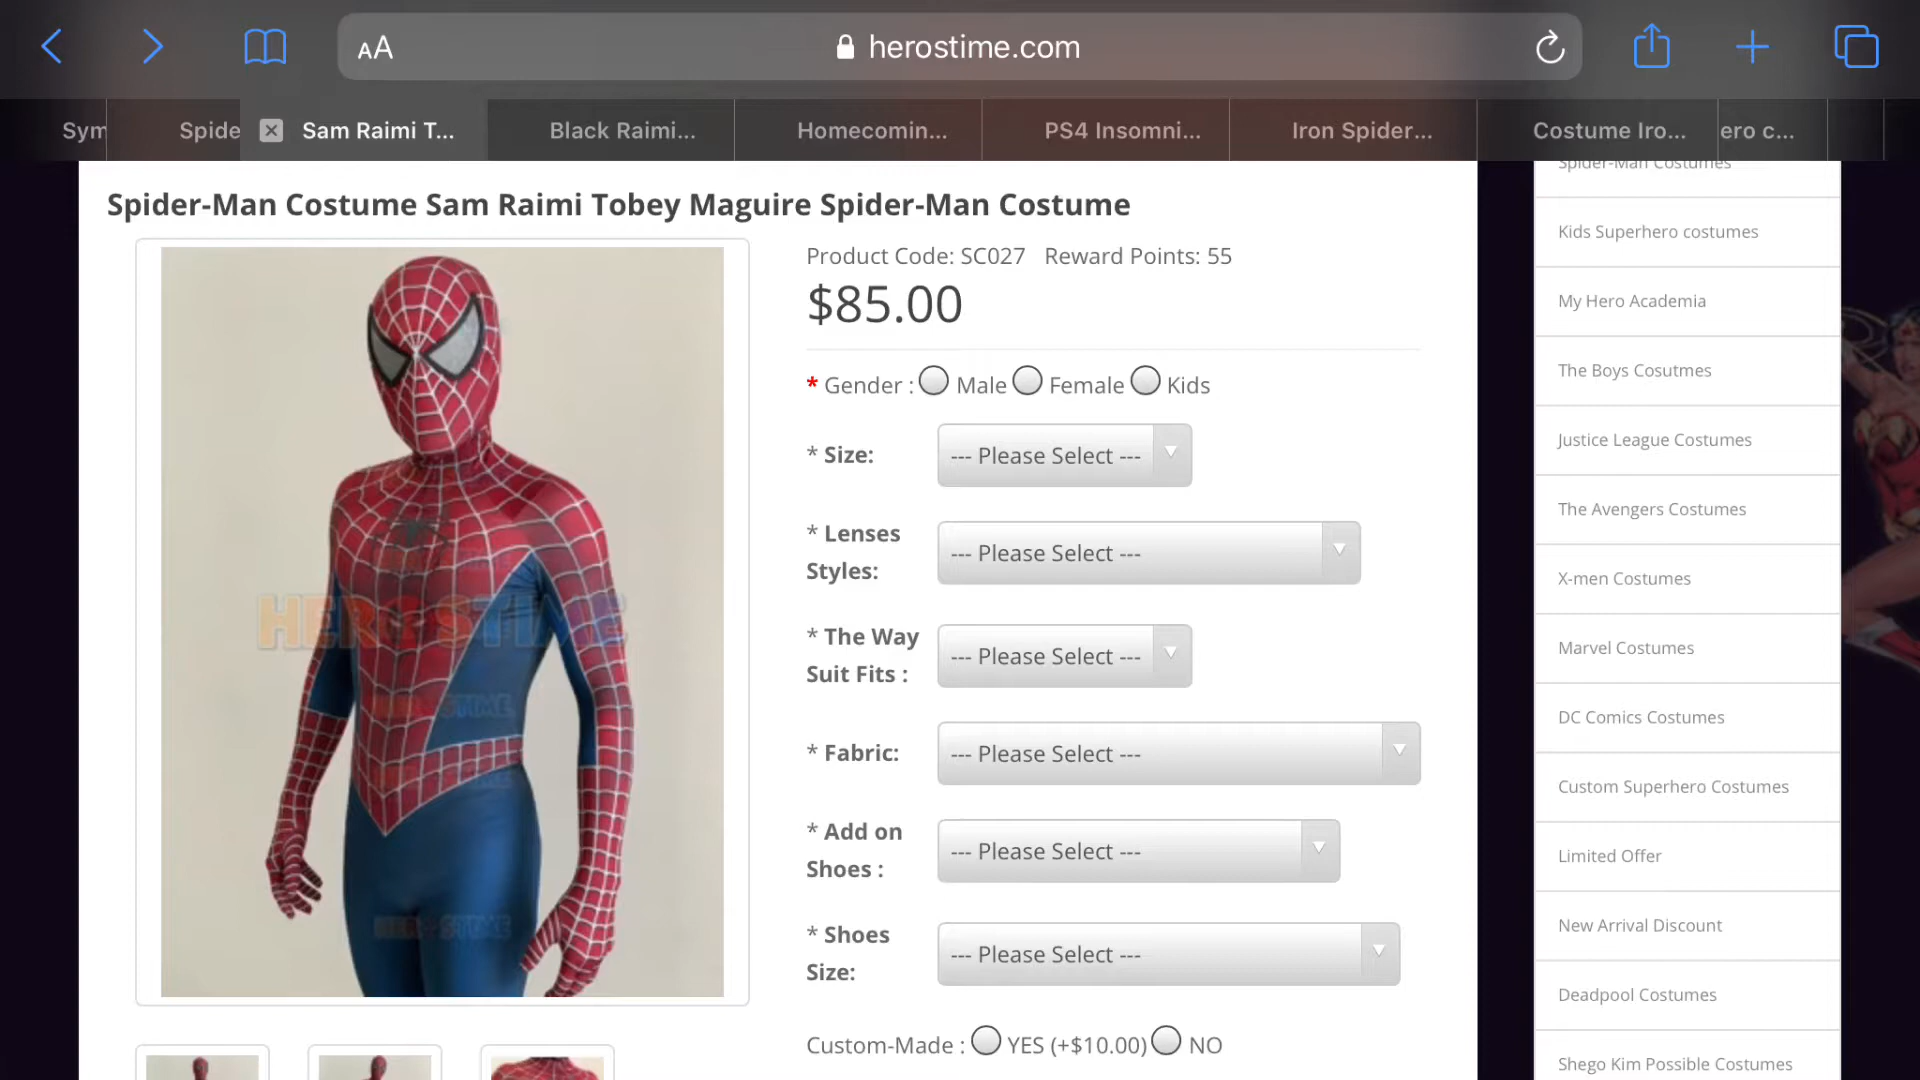 AA
herostime.com
Sym
Spide
Sam Raimi T...
Black Raimi...
Homecomin...
PS4 Insomni...
Iron Spider...
Costume Iro...
ero c...
Spider-Man Costume Sam Raimi Tobey Maguire Spider-Man Costume
HEROSTIME
HEROSTIME
Product Code: SC027 Reward Points: 55
$85.00
* Gender : Male Female Kids
* Size: --- Please Select ---
* Lenses
Styles: --- Please Select ---
* The Way
Suit Fits : --- Please Select ---
* Fabric: --- Please Select ---
* Add on
Shoes : --- Please Select ---
* Shoes
Size: --- Please Select ---
Custom-Made : YES (+$10.00) NO
Spider-Man Costumes
Kids Superhero costumes
My Hero Academia
The Boys Cosutmes
Justice League Costumes
The Avengers Costumes
X-men Costumes
Marvel Costumes
DC Comics Costumes
Custom Superhero Costumes
Limited Offer
New Arrival Discount
Deadpool Costumes
Shego Kim Possible Costumes